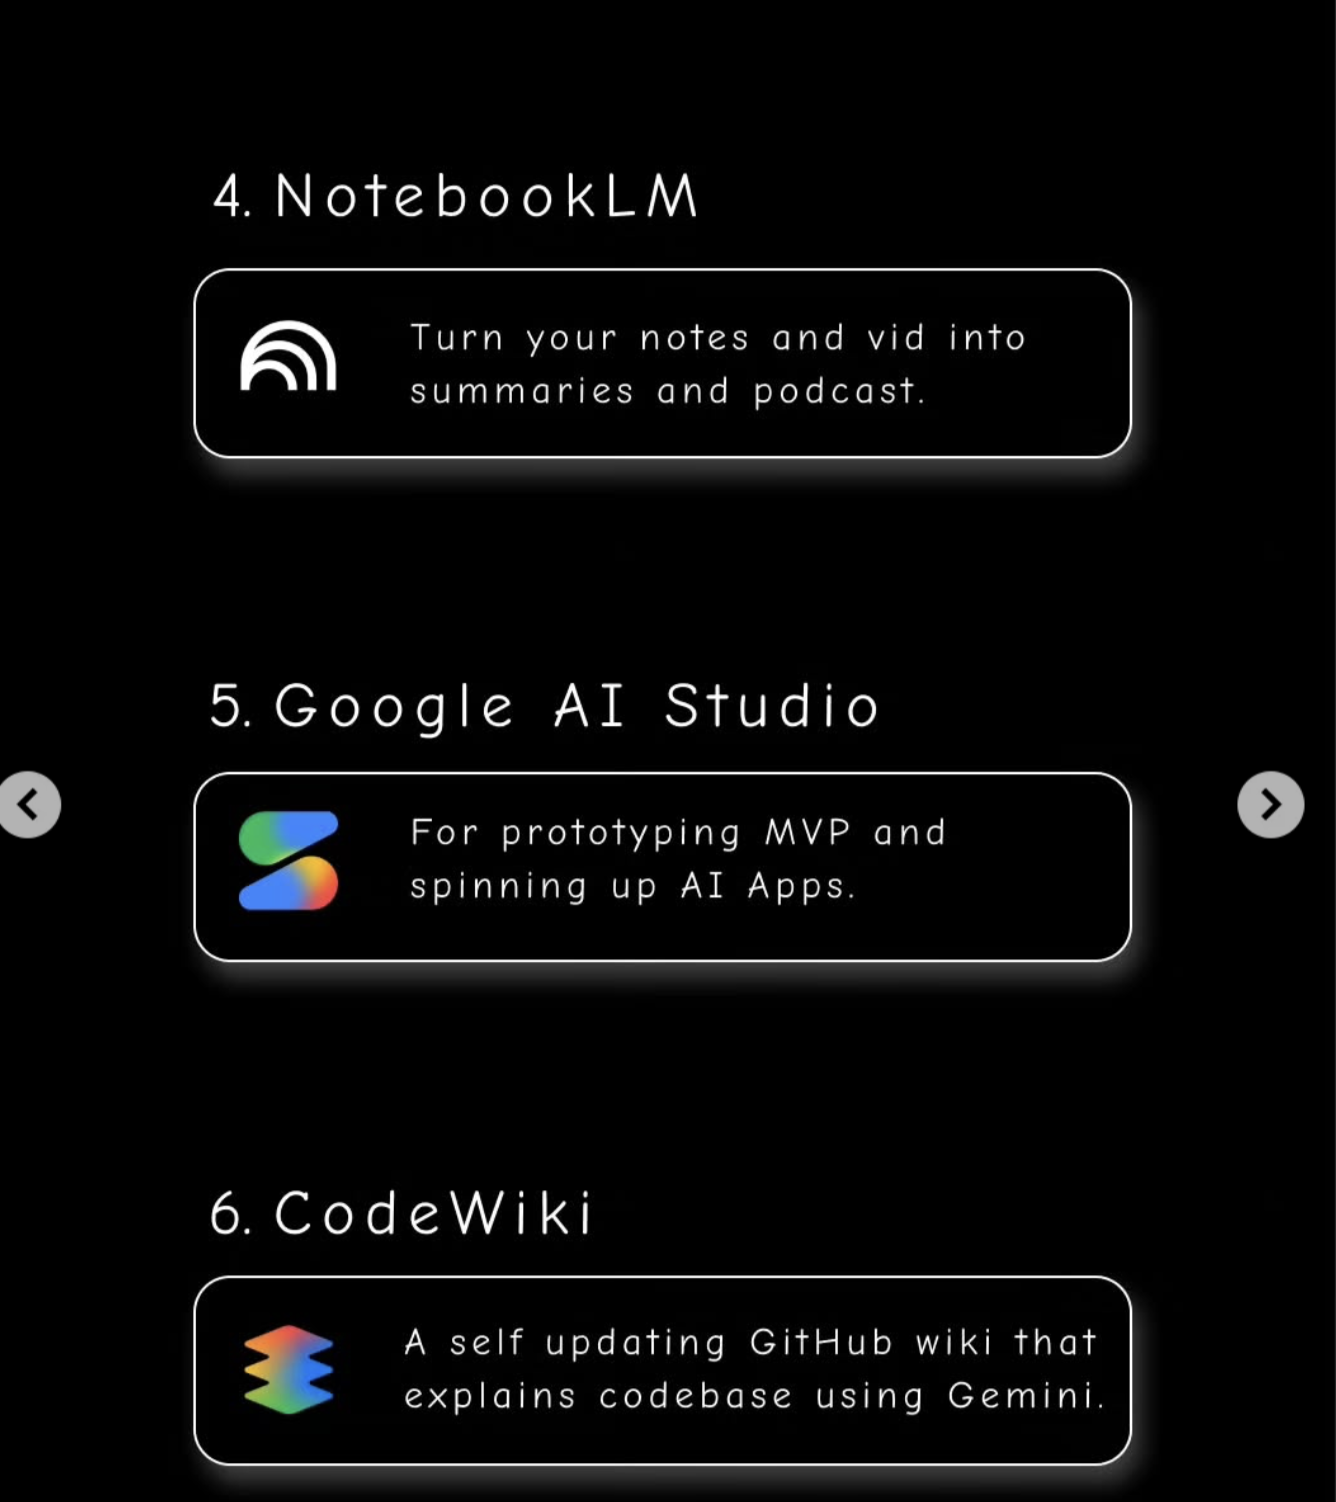 4. NotebookLM
Turn your notes and vid into
summaries and podcast.
5. Google AI Studio
For prototyping MVP and
spinning up AI Apps.
6. CodeWiki
A self updating GitHub wiki that
explains codebase using Gemini.